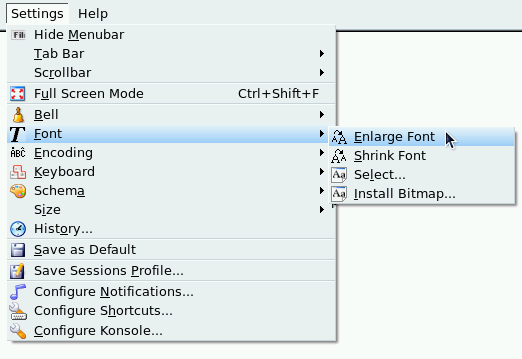 Settings Help
Hide Menubar
Tab Bar
Scrollbar
Full Screen Mode Ctrl+Shift+F
Bell
Font
Enlarge Font
Encoding
Shrink Font
Keyboard
Select...
Schema
Install Bitmap...
Size
History...
Save as Default
Save Sessions Profile...
Configure Notifications...
Configure Shortcuts...
Configure Konsole...